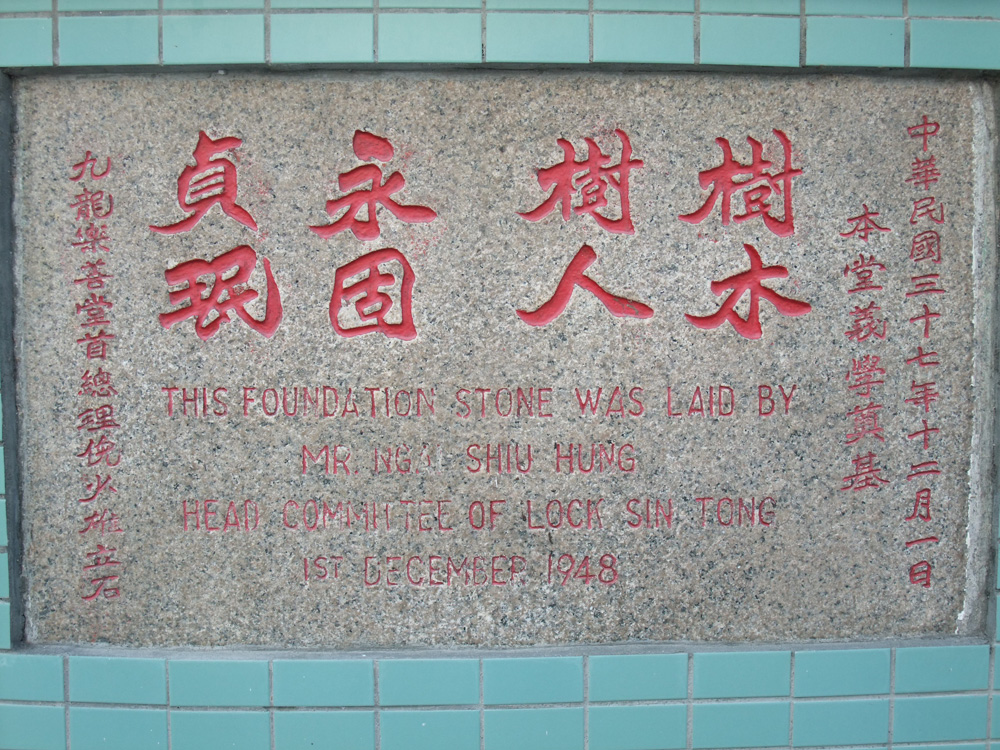 中華民國三十七年十二月一日
本堂義學奠基
樹木
樹人
永固
貞珉
九龍樂善堂首總理倪少雄立石
THIS FOUNDATION STONE WAS LAID BY
MR. NGAI SHIU HUNG
HEAD COMMITTEE OF LOCK SIN TONG
1ST DECEMBER 1948